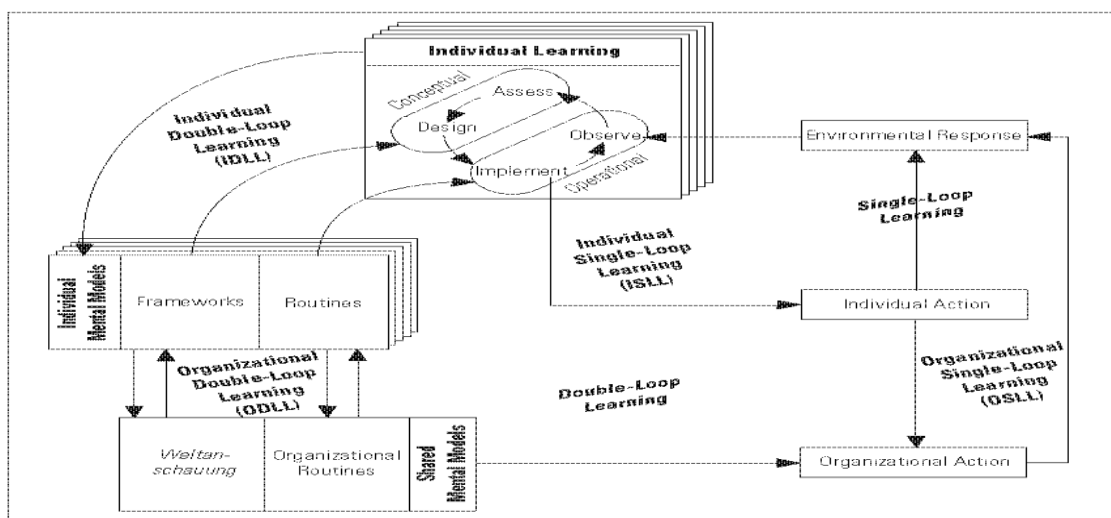 Individual Learning
Conceptual
Assess
Design
Observe
Implement
Operational
Individual
Double-Loop
Learning
(IDLL)
Environmental Response
Single-Loop
Learning
Individual
Single-Loop
Learning
(ISLL)
Individual
Mental Models
Frameworks
Routines
Individual Action
Organizational
Double-Loop
Learning
(ODLL)
Double-Loop
Learning
Organizational
Single-Loop
Learning
(OSLL)
Weltan-
schauung
Organizational
Routines
Shared
Mental Models
Organizational Action